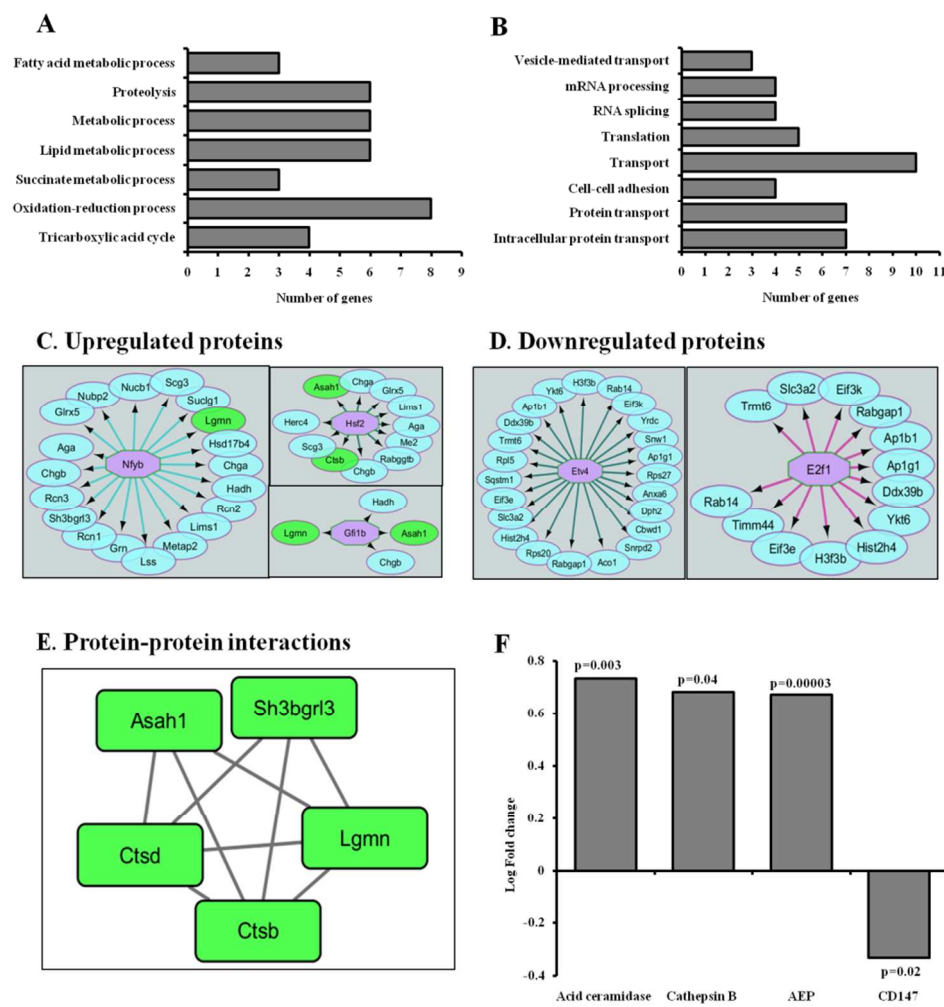 A
Fatty acid metabolic process
Proteolysis
Metabolic process
Lipid metabolic process
Succinate metabolic process
Oxidation-reduction process
Tricarboxylic acid cycle
0 1 2 3 4 5 6 7 8 9
Number of genes
B
Vesicle-mediated transport
mRNA processing
RNA splicing
Translation
Transport
Cell-cell adhesion
Protein transport
Intracellular protein transport
0 1 2 3 4 5 6 7 8 9 10 11
Number of genes
C. Upregulated proteins
Scg3
Nucb1
Suclg1
Nubp2
Lgmn
Glrx5
Hsd17b4
Aga
Nfyb
Chga
Chgb
Hadh
Rcn3
Rcn2
Sh3bgrl3
Lims1
Rcn1
Metap2
Grn
Lss
Asah1
Chga
Glrx5
Lims1
Herc4
Hsf2
Aga
Scg3
Me2
Ctsb
Rabggtb
Chgb
Hadh
Lgmn
Gfi1b
Asah1
Chgb
D. Downregulated proteins
H3f3b
Ykt6
Rab14
Ap1b1
Eif3k
Ddx39b
Yrdc
Trmt6
Snw1
Rpl5
Ap1g1
Sqstm1
Etv4
Rps27
Eif3e
Anxa6
Slc3a2
Dph2
Hist2h4
Cbwd1
Rps20
Snrpd2
Rabgap1
Aco1
Slc3a2
Eif3k
Trmt6
Rabgap1
Ap1b1
E2f1
Ap1g1
Ddx39b
Rab14
Ykt6
Timm44
Hist2h4
Eif3e
H3f3b
E. Protein-protein interactions
Asah1
Sh3bgrl3
Ctsd
Lgmn
Ctsb
F
Log Fold change
0.8
0.6
0.4
0.2
0
-0.2
-0.4
p=0.003
p=0.04
p=0.00003
p=0.02
Acid ceramidase Cathepsin B AEP CD147